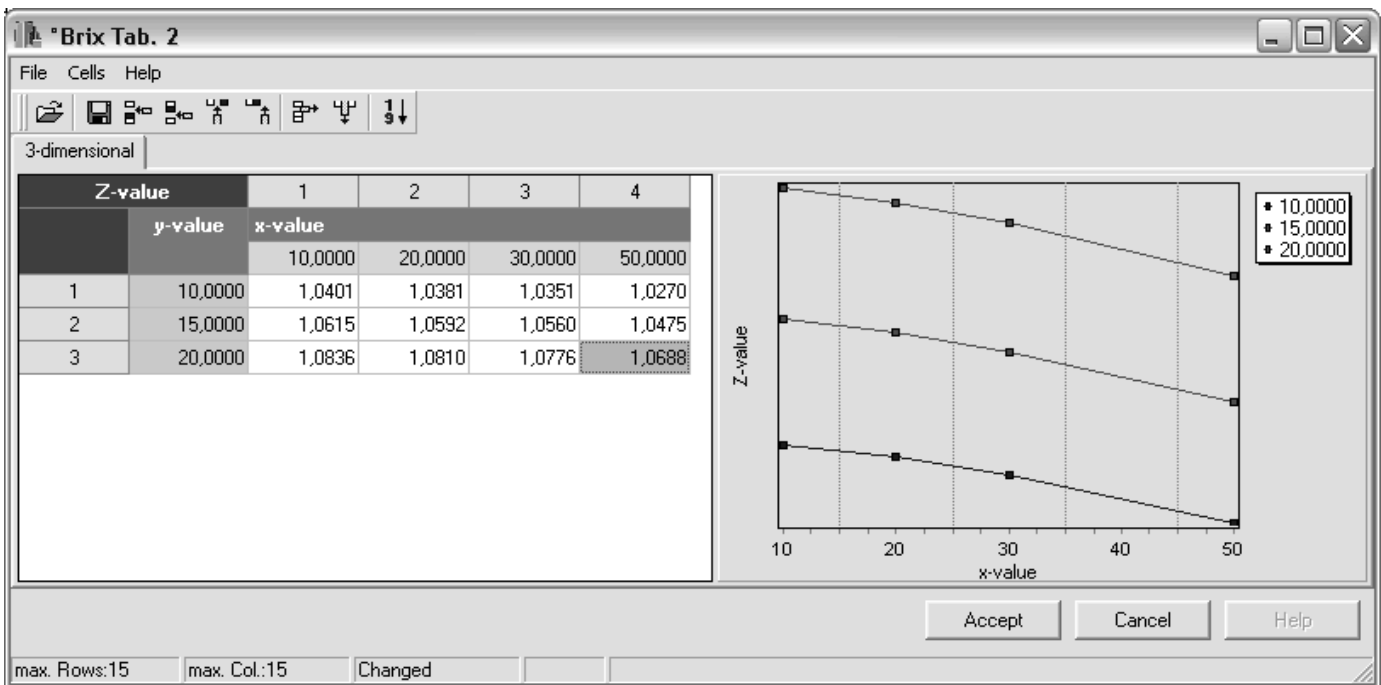 °Brix Tab. 2
File Cells Help
3-dimensional
Z-value 1 2 3 4
y-value x-value
10,0000 20,0000 30,0000 50,0000
1 10,0000 1,0401 1,0381 1,0351 1,0270
2 15,0000 1,0615 1,0592 1,0560 1,0475
3 20,0000 1,0836 1,0810 1,0776 1,0688
10,0000
15,0000
20,0000
Z-value
10 20 30 40 50
x-value
Accept Cancel Help
max. Rows:15 max. Col.:15 Changed